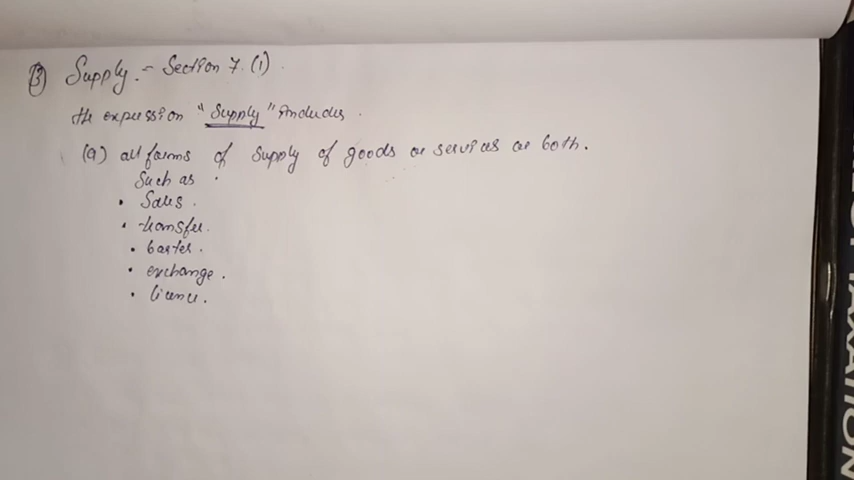 (3) Supply :- Section 7 (1).
the expression "Supply" includes.
(a) all forms of supply of goods or services or both.
Such as
• Sales.
• transfer.
• barter.
• exchange.
• licence.
TAXATION